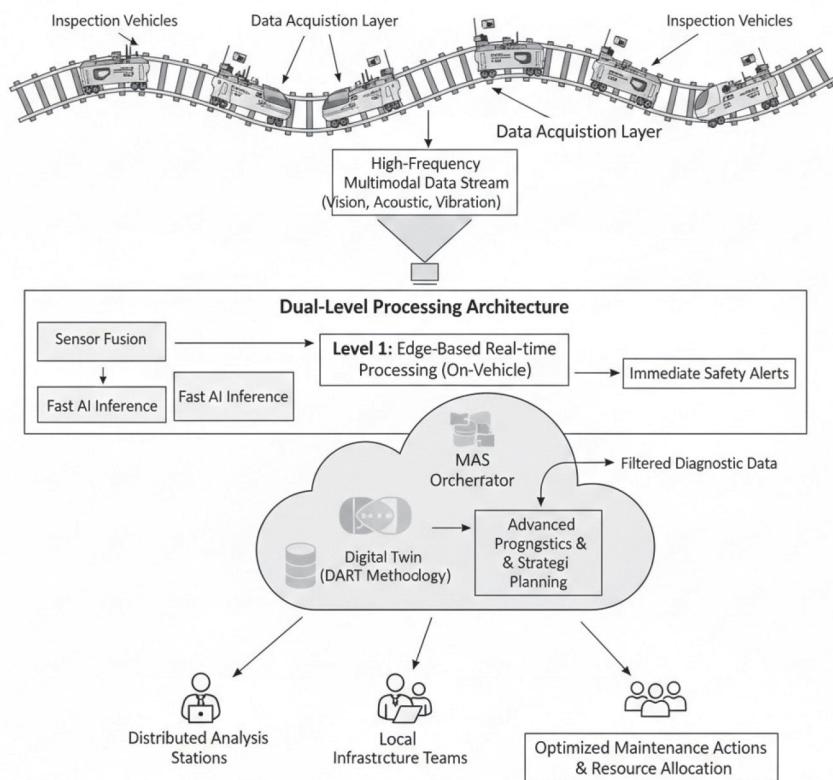 Inspection Vehicles
Data Acquistion Layer
Inspection Vehicles
Data Acquistion Layer
High-Frequency
Multimodal Data Stream
(Vision, Acoustic, Vibration)
Dual-Level Processing Architecture
Sensor Fusion
Level 1: Edge-Based Real-time
Processing (On-Vehicle)
Immediate Safety Alerts
Fast AI Inference
Fast AI Inference
MAS
Orcherrator
Filtered Diagnostic Data
Digital Twin
(DART Methodlogy)
Advanced
Progngstics &
& Strategi
Planning
Distributed Analysis
Stations
Local
Infrastrcture Teams
Optimized Maintenance Actions
& Resource Allocation